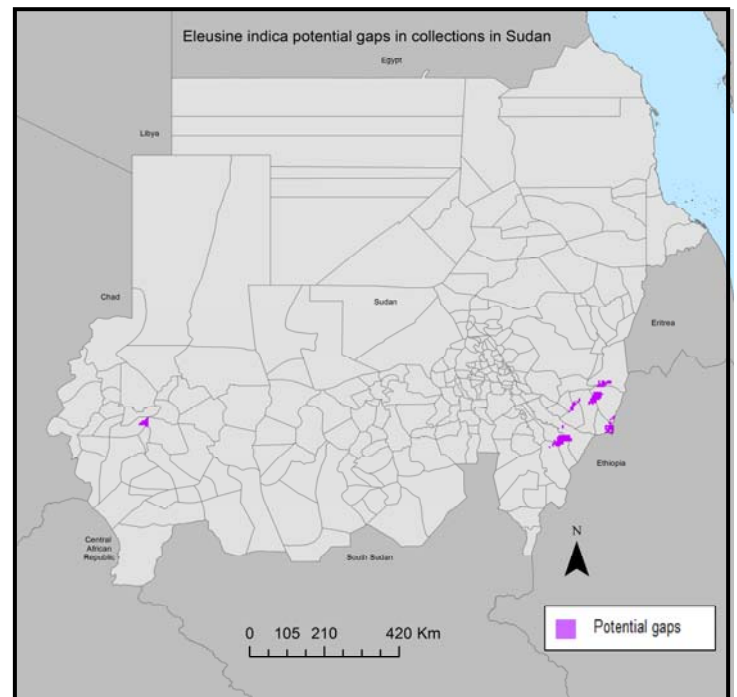 Eleusine indica potential gaps in collections in Sudan
Egypt
Libya
Chad
Sudan
Eritrea
Ethiopia
Central
African
Republic
South Sudan
N
0 105 210 420 Km
Potential gaps